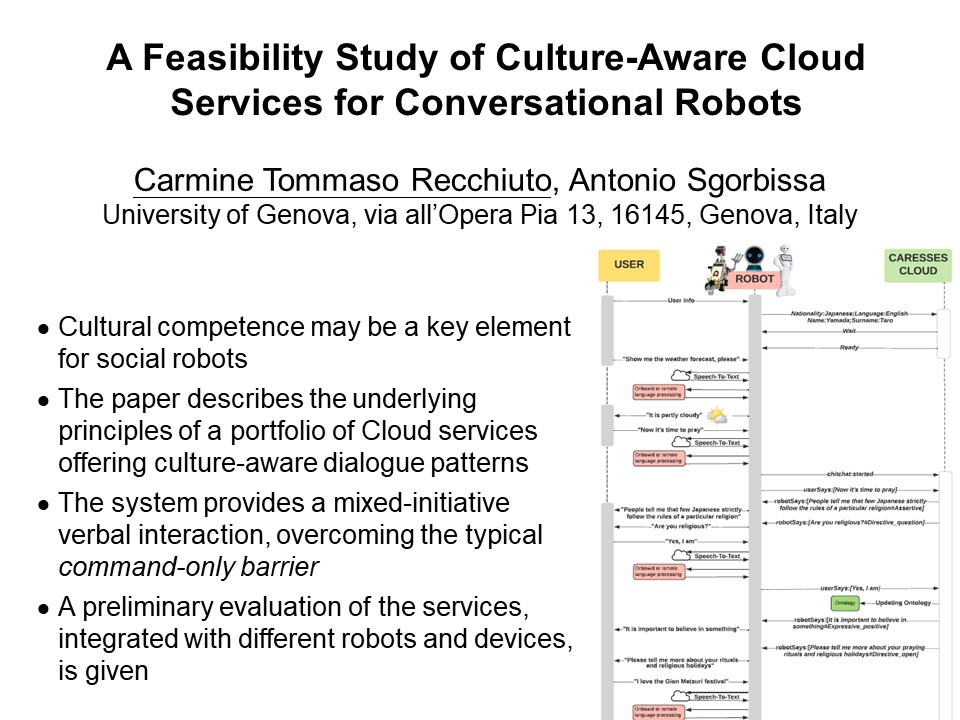 A Feasibility Study of Culture-Aware Cloud
Services for Conversational Robots
Carmine Tommaso Recchiuto, Antonio Sgorbissa
University of Genova, via all'Opera Pia 13, 16145, Genova, Italy
● Cultural competence may be a key element
for social robots
● The paper describes the underlying
principles of a portfolio of Cloud services
offering culture-aware dialogue patterns
● The system provides a mixed-initiative
verbal interaction, overcoming the typical
command-only barrier
● A preliminary evaluation of the services,
integrated with different robots and devices,
is given
USER
ROBOT
CARESSES
CLOUD
User info
Nationality:Japanese;Language:English
Name:Yamada;Surname:Taro
Wait
Ready
"Show me the weather forecast, please"
Speech-To-Text
Onboard or remote
language processing
"It is partly cloudy"
"Now it's time to pray"
Speech-To-Text
Onboard or remote
language processing
chitchat:started
userSays:[Now it's time to pray]
robotSays:[People tell me that few Japanese strictly
follow the rules of a particular religion#Assertive]
"People tell me that few Japanese strictly
follow the rules of a particular religion"
robotSays:[Are you religious?#Directive_question]
"Are you religious?"
"Yes, I am"
Speech-To-Text
Onboard or remote
language processing
userSays:[Yes, I am]
Ontology
Updating Ontology
robotSays:[It is important to believe in
something#Expressive_positive]
"It is important to believe in something"
robotSays:[Please tell me more about your praying
rituals and religious holidays#Directive_open]
"Please tell me more about your rituals
and religious holidays"
"I love the Gion Matsuri festival"
Speech-To-Text
Onboard or remote
language processing